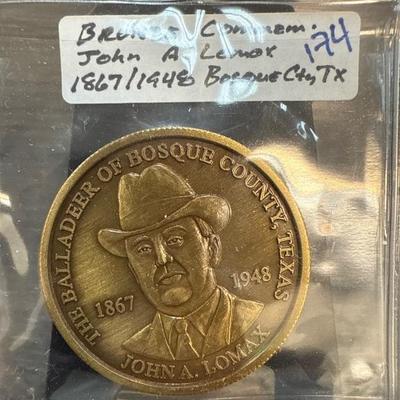 BRONZE COMMEM.
John A. Lomax 174
1867/1948 Bosque Cty, TX
THE BALLADEER OF BOSQUE COUNTY, TEXAS
1867
1948
JOHN A. LOMAX